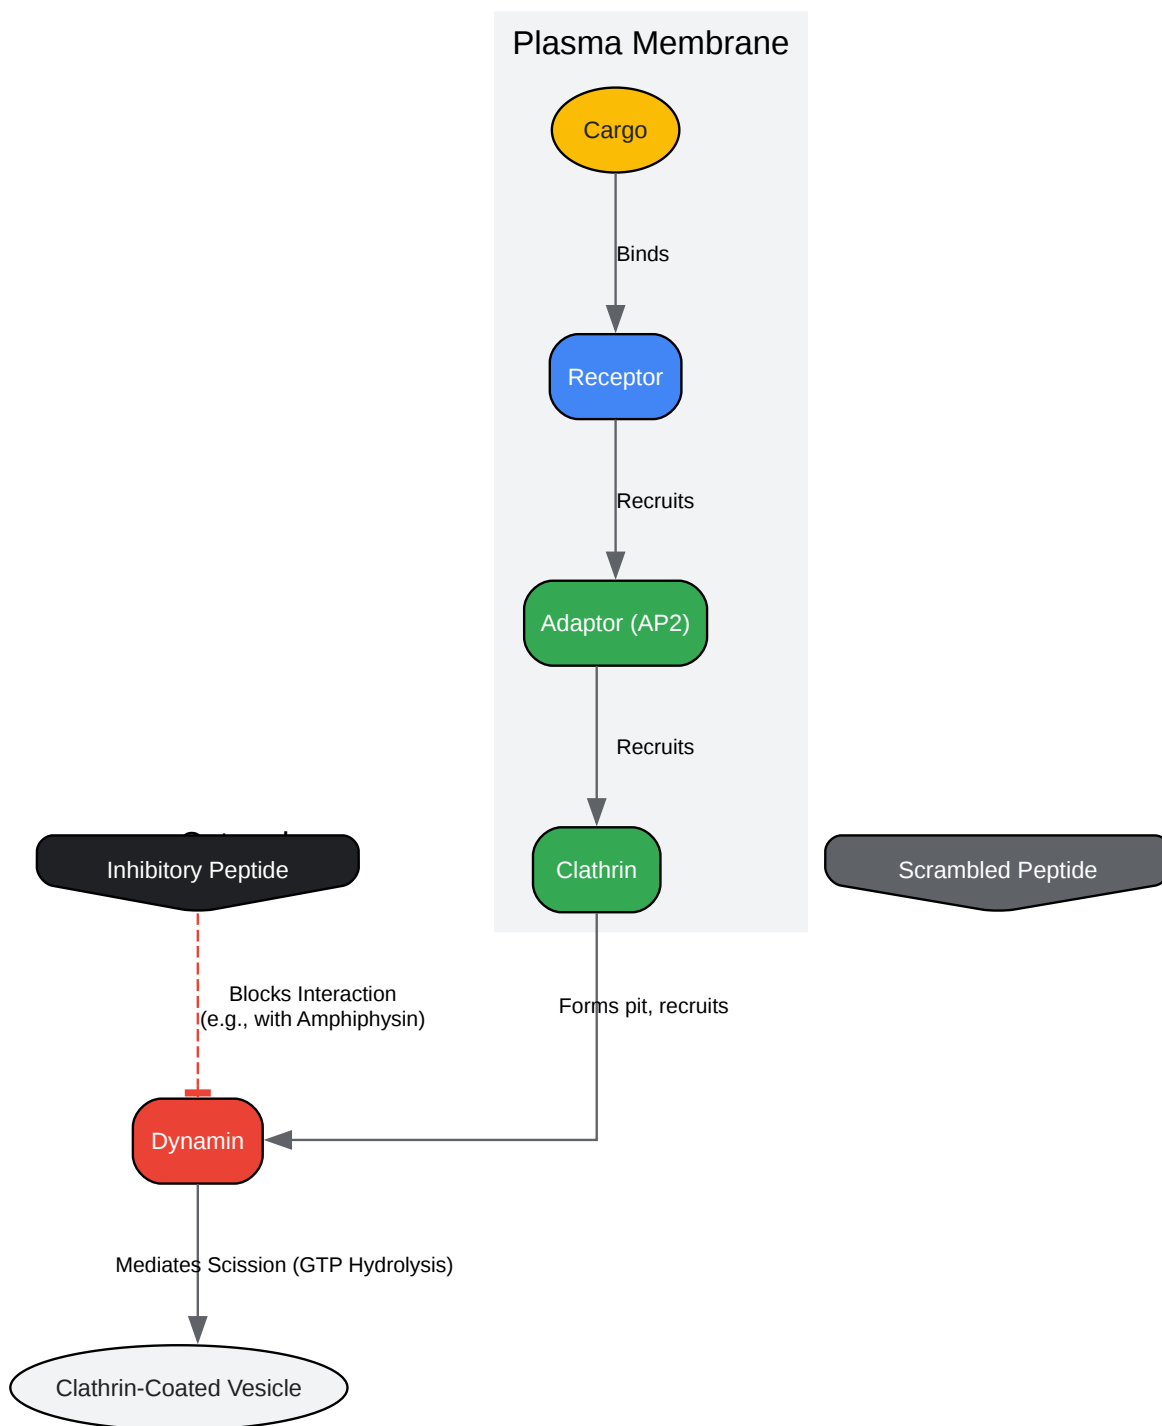 Plasma Membrane
Cargo
Binds
Receptor
Recruits
Adaptor (AP2)
Recruits
Inhibitory Peptide
Clathrin
Scrambled Peptide
Blocks Interaction
(e.g., with Amphiphysin)
Forms pit, recruits
Dynamin
Mediates Scission (GTP Hydrolysis)
Clathrin-Coated Vesicle